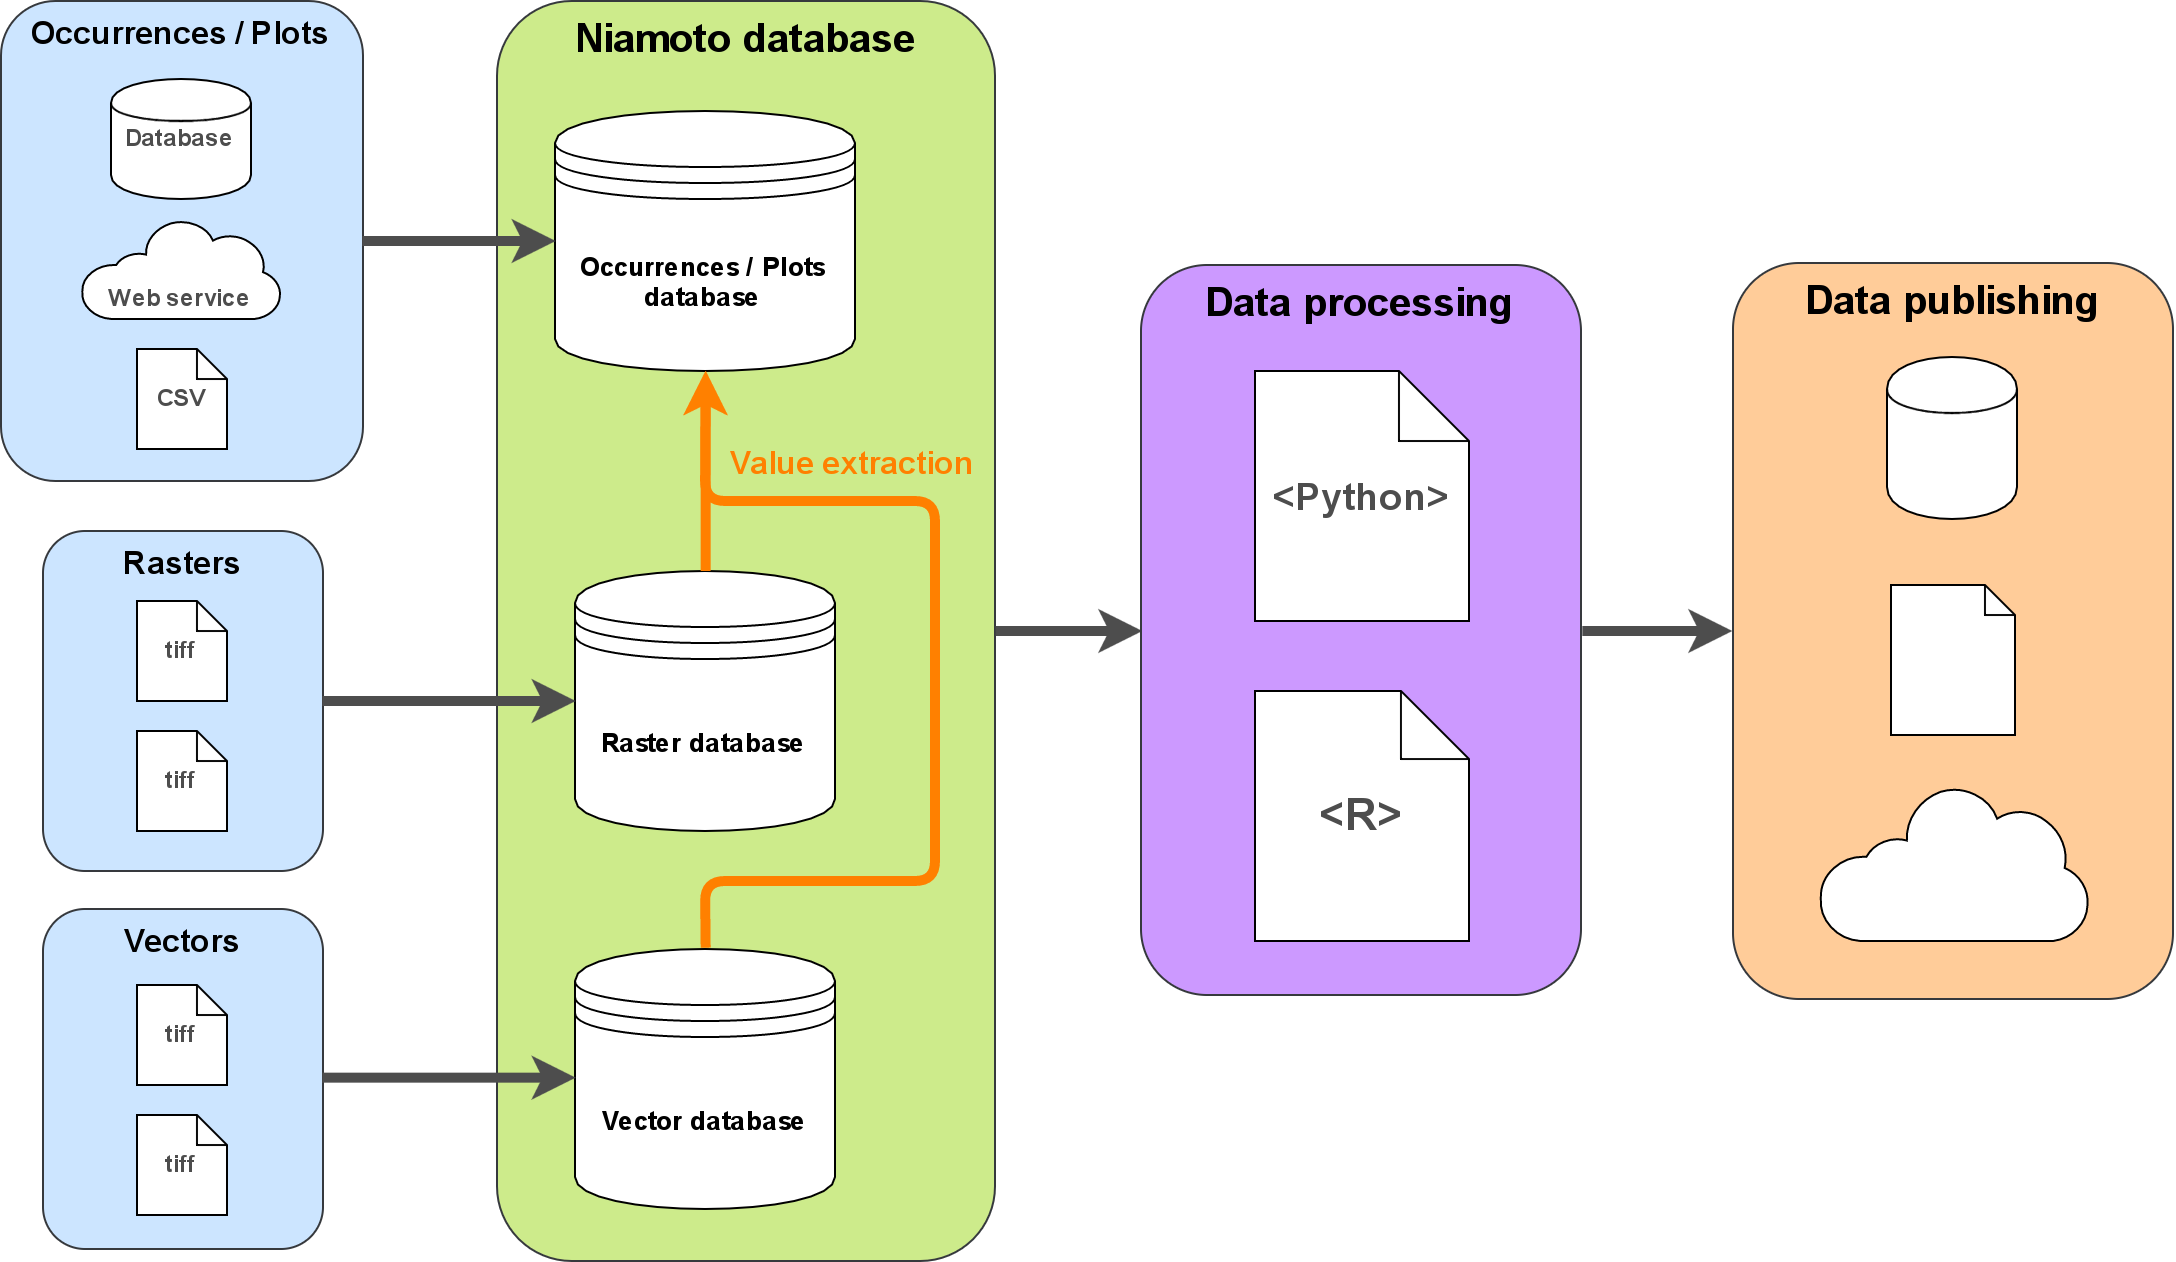 Occurrences / Plots
Database
Web service
CSV
Rasters
tiff
tiff
Vectors
tiff
tiff
Niamoto database
Occurrences / Plots
database
Value extraction
Raster database
Vector database
Data processing
<Python>
<R>
Data publishing